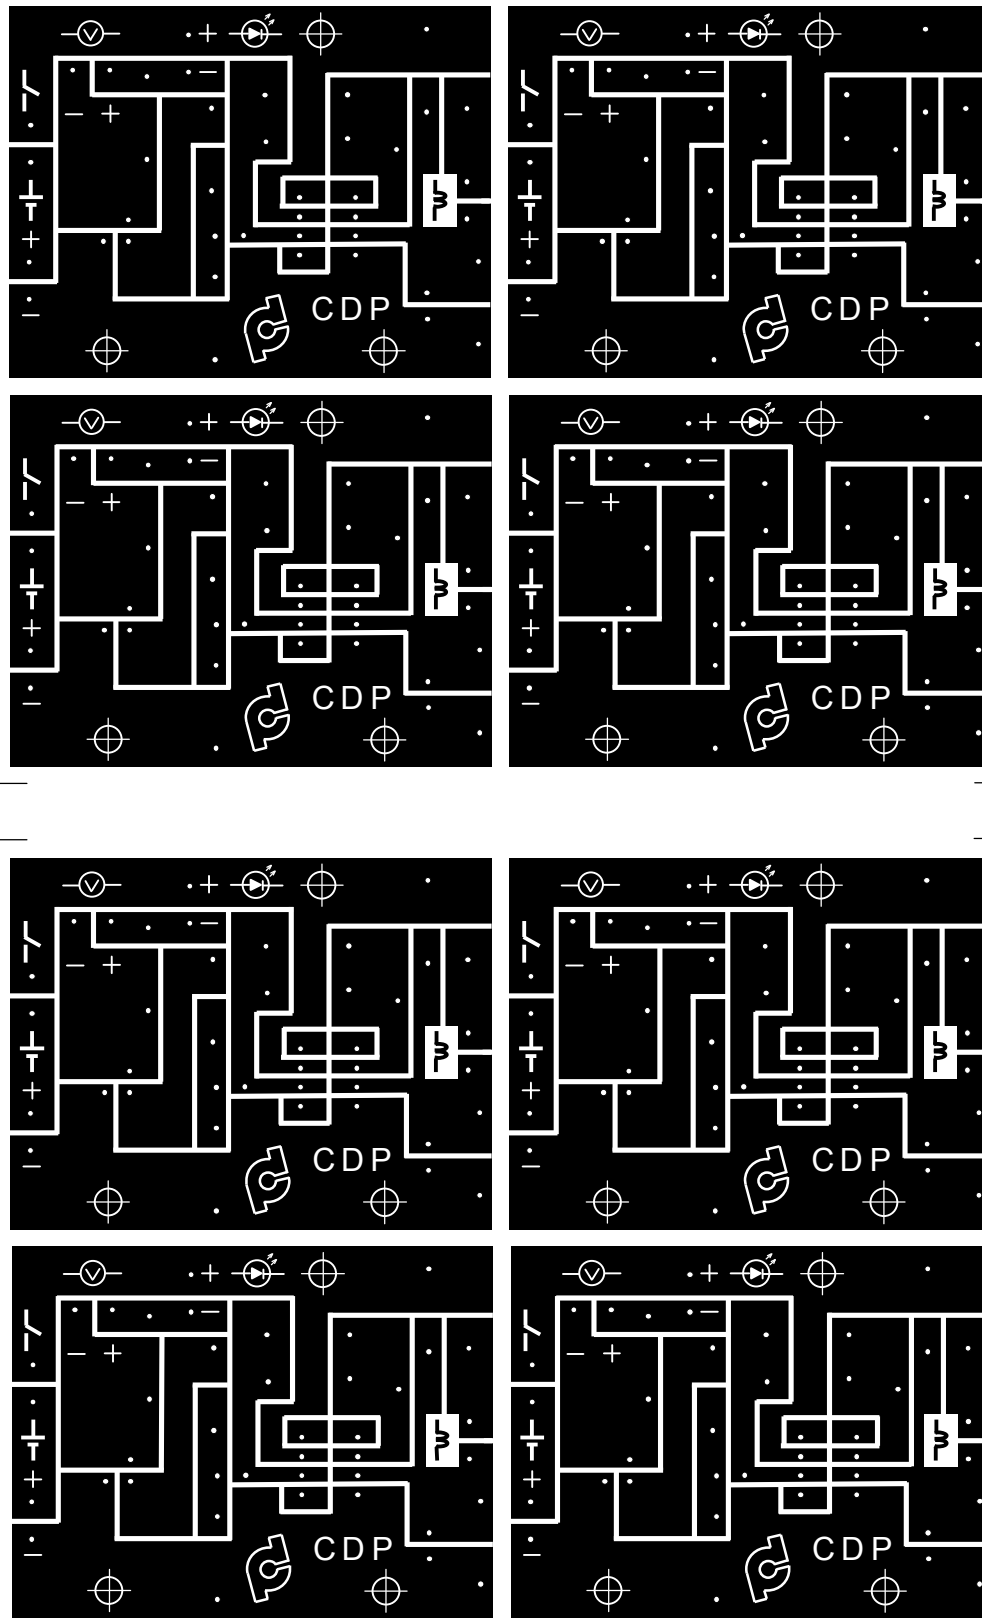 V + −
− +
+
CDP
−
V + −
− +
+
CDP
−
V + −
− +
+
CDP
−
V + −
− +
+
CDP
−
V + −
− +
+
CDP
−
V + −
− +
+
CDP
−
V + −
− +
+
CDP
−
V + −
− +
+
CDP
−